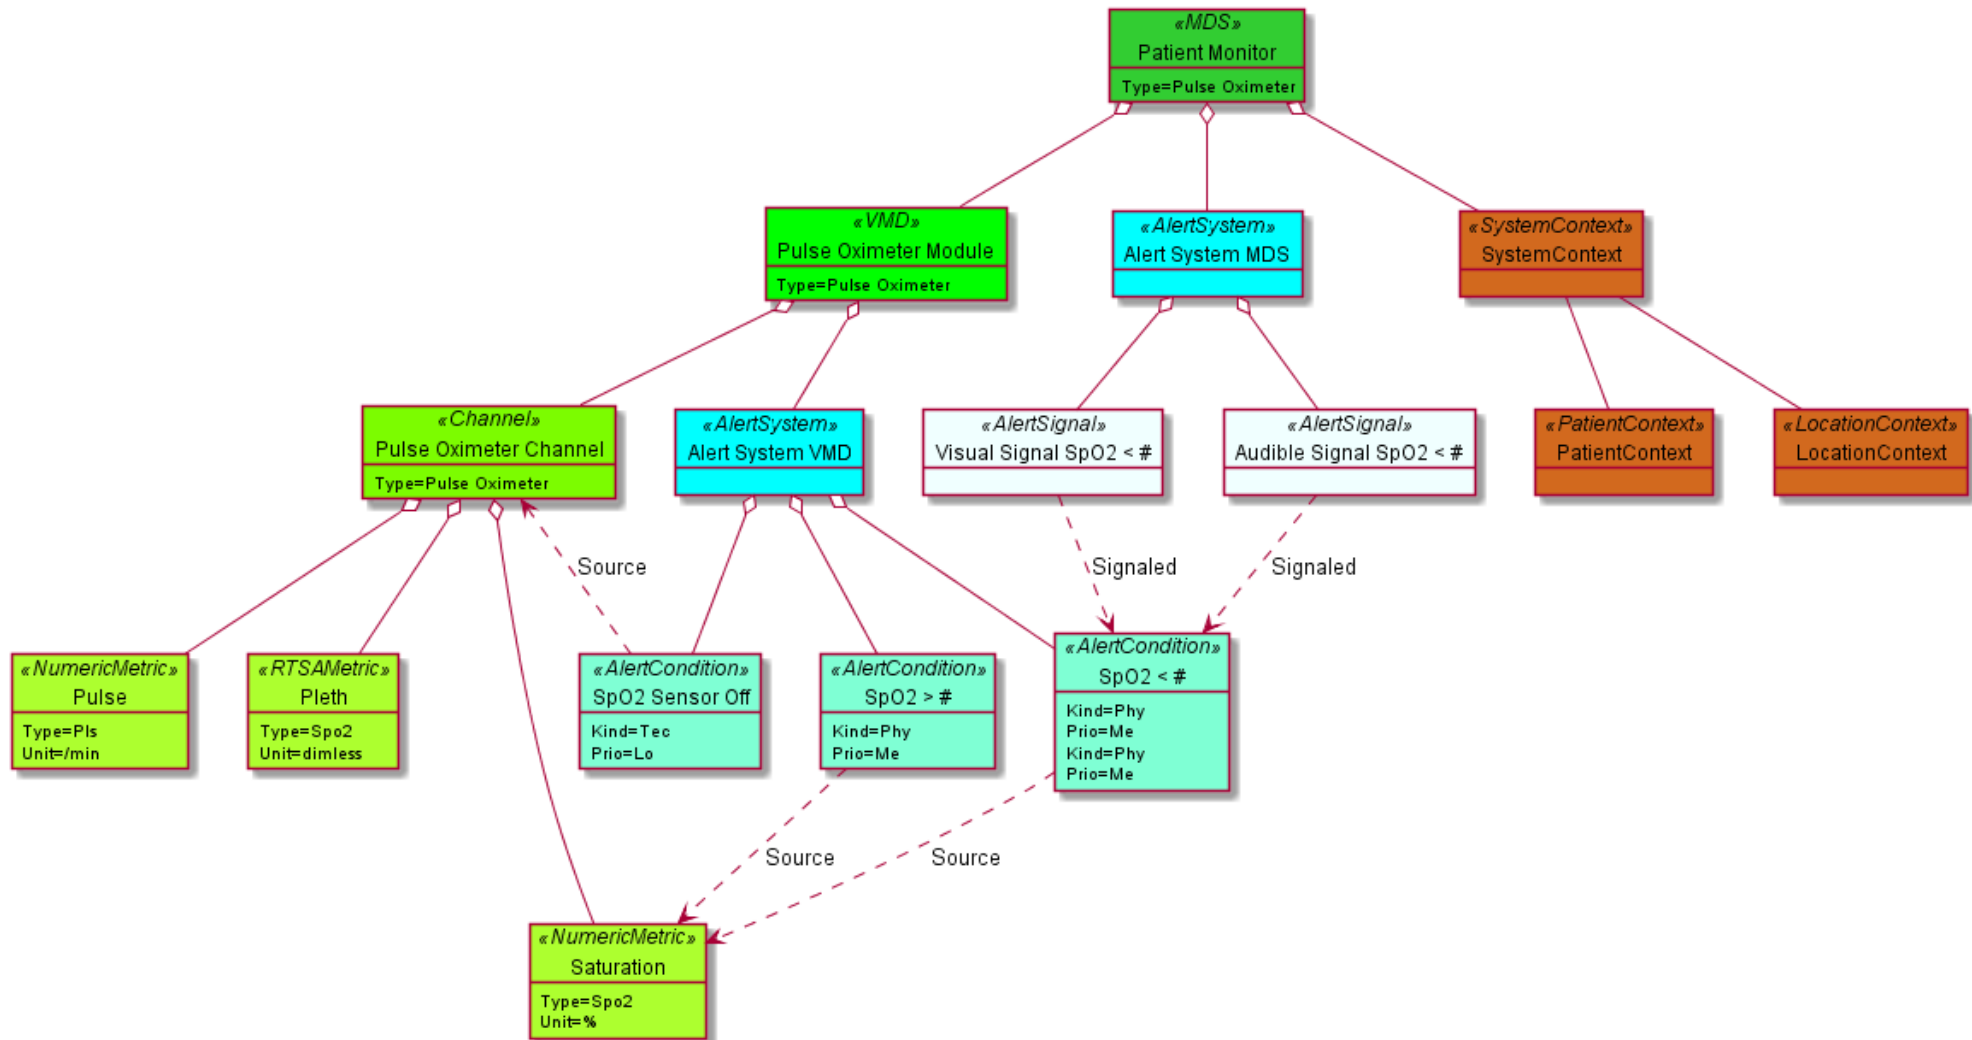 «MDS»
Patient Monitor
Type=Pulse Oximeter
«VMD»
Pulse Oximeter Module
Type=Pulse Oximeter
«AlertSystem»
Alert System MDS
«SystemContext»
SystemContext
«Channel»
Pulse Oximeter Channel
Type=Pulse Oximeter
«AlertSystem»
Alert System VMD
«AlertSignal»
Visual Signal SpO2 < #
«AlertSignal»
Audible Signal SpO2 < #
«PatientContext»
PatientContext
«LocationContext»
LocationContext
Source
Signaled
Signaled
«NumericMetric»
Pulse
Type=Pls
Unit=/min
«RTSAMetric»
Pleth
Type=Spo2
Unit=dimless
«AlertCondition»
SpO2 Sensor Off
Kind=Tec
Prio=Lo
«AlertCondition»
SpO2 > #
Kind=Phy
Prio=Me
«AlertCondition»
SpO2 < #
Kind=Phy
Prio=Me
Kind=Phy
Prio=Me
Source
Source
«NumericMetric»
Saturation
Type=Spo2
Unit=%